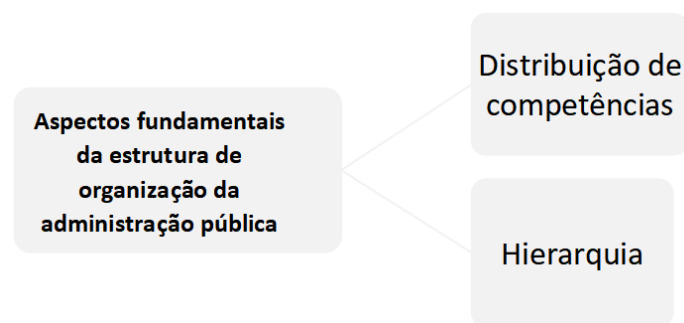 Aspectos fundamentais
da estrutura de
organização da
administração pública
Distribuição de
competências
Hierarquia